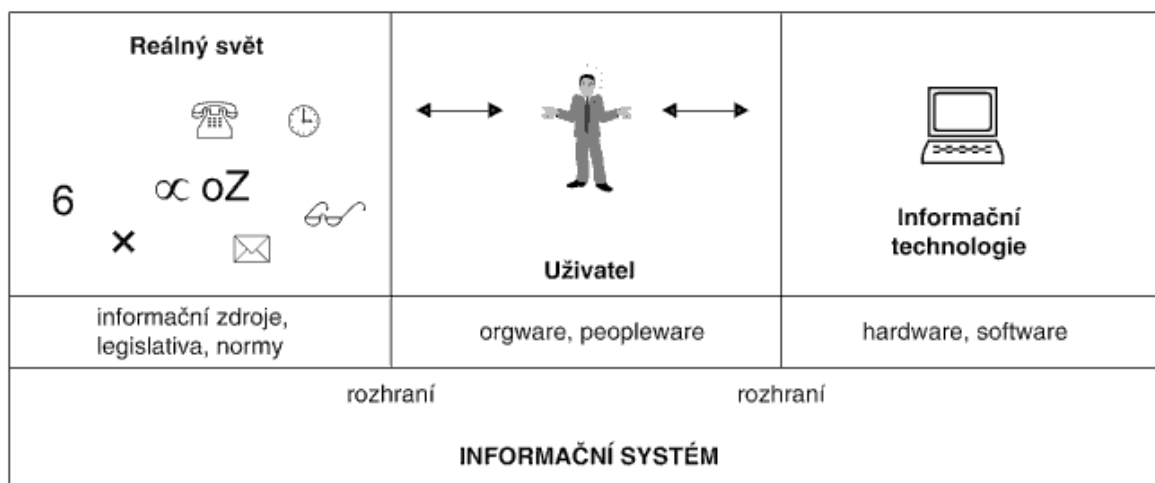 Reálný svět
6
∝ oZ
×
Uživatel
Informační
technologie
informační zdroje,
legislativa, normy
orgware, peopleware
hardware, software
rozhraní
rozhraní
INFORMAČNÍ SYSTÉM